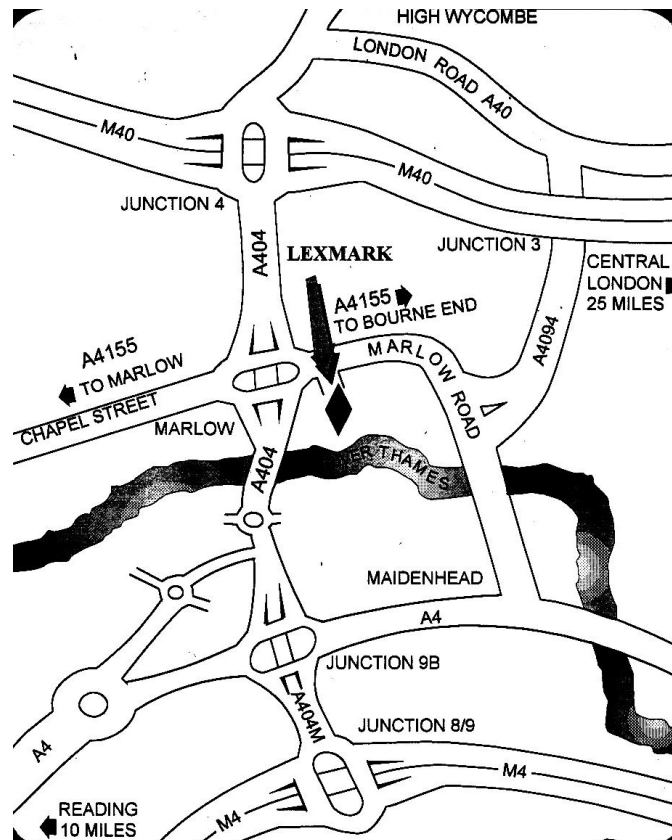 HIGH WYCOMBE
LONDON ROAD A40
M40
M40
JUNCTION 4
JUNCTION 3
A404
LEXMARK
CENTRAL
LONDON
25 MILES
A4155
TO BOURNE END
A4094
A4155
TO MARLOW
MARLOW ROAD
CHAPEL STREET
MARLOW
A404
THAMES
MAIDENHEAD
A4
JUNCTION 9B
A404M
JUNCTION 8/9
A4
M4
M4
READING
10 MILES